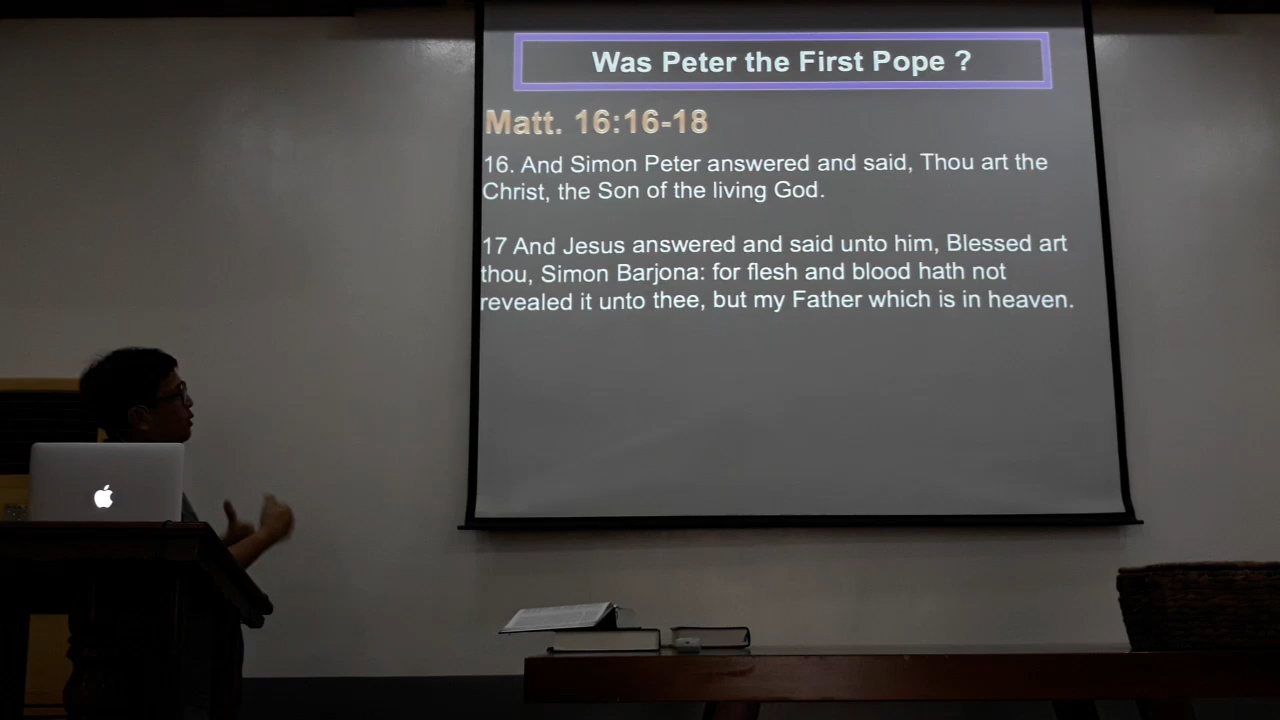 Was Peter the First Pope ?
Matt. 16:16-18
16. And Simon Peter answered and said, Thou art the
Christ, the Son of the living God.
17 And Jesus answered and said unto him, Blessed art
thou, Simon Barjona: for flesh and blood hath not
revealed it unto thee, but my Father which is in heaven.